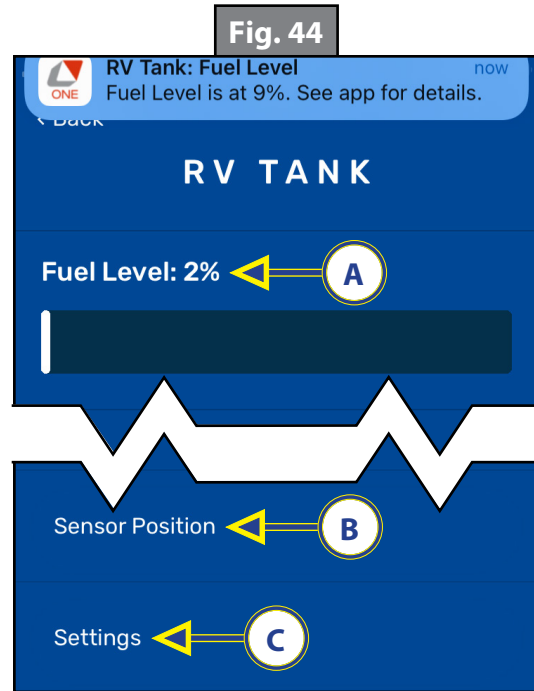 Fig. 44
ONE
RV Tank: Fuel Level
now
Fuel Level is at 9%. See app for details.
< Back
RV TANK
Fuel Level: 2%
A
Sensor Position
B
Settings
C